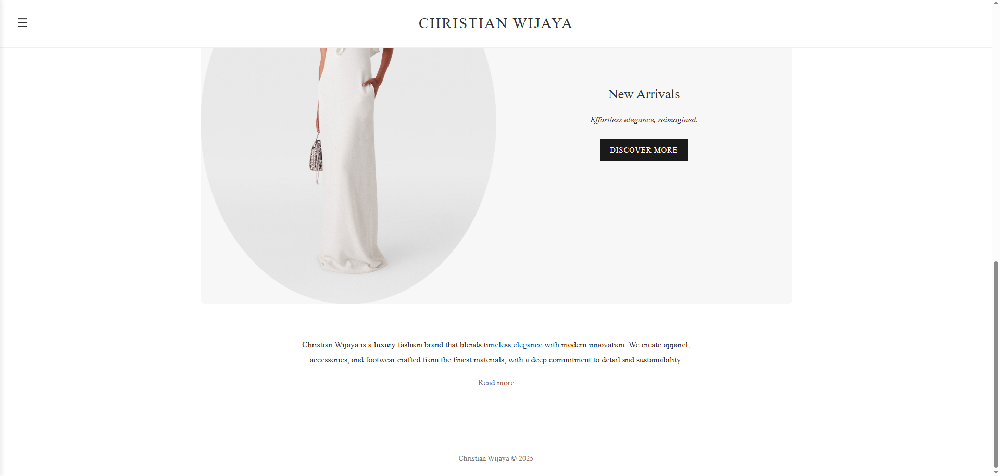 CHRISTIAN WIJAYA
New Arrivals
Effortless elegance, reimagined.
DISCOVER MORE
Christian Wijaya is a luxury fashion brand that blends timeless elegance with modern innovation. We create apparel,
accessories, and footwear crafted from the finest materials, with a deep commitment to detail and sustainability.
Read more
Christian Wijaya © 2025